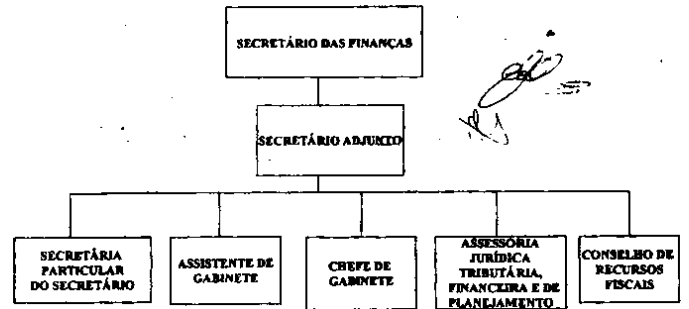 SECRETÁRIO DAS FINANÇAS
SECRETÁRIO ADJUNTO
SECRETÁRIA
PARTICULAR
DO SECRETÁRIO
ASSISTENTE DE
GABINETE
CHEFE DE
GABINETE
ASSESSÓRIA
JURÍDICA
TRIBUTÁRIA,
FINANCEIRA E DE
PLANEJAMENTO
CONSELHO DE
RECURSOS
FISCAIS